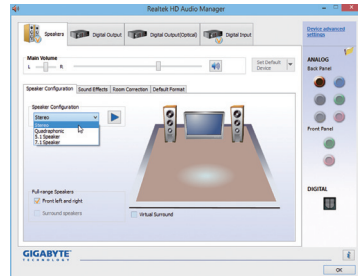 Realtek HD Audio Manager
Speakers
Digital Output
Digital Output(Optical)
Digital Input
Device advanced settings
Main Volume
L
R
Set Default Device
ANALOG
Back Panel
Speaker Configuration
Sound Effects
Room Correction
Default Format
Speaker Configuration
Stereo
Stereo
Quadraphonic
5.1 Speaker
7.1 Speaker
Front Panel
Full-range Speakers
Front left and right
Surround speakers
Virtual Surround
DIGITAL
GIGABYTE
TECHNOLOGY
OK